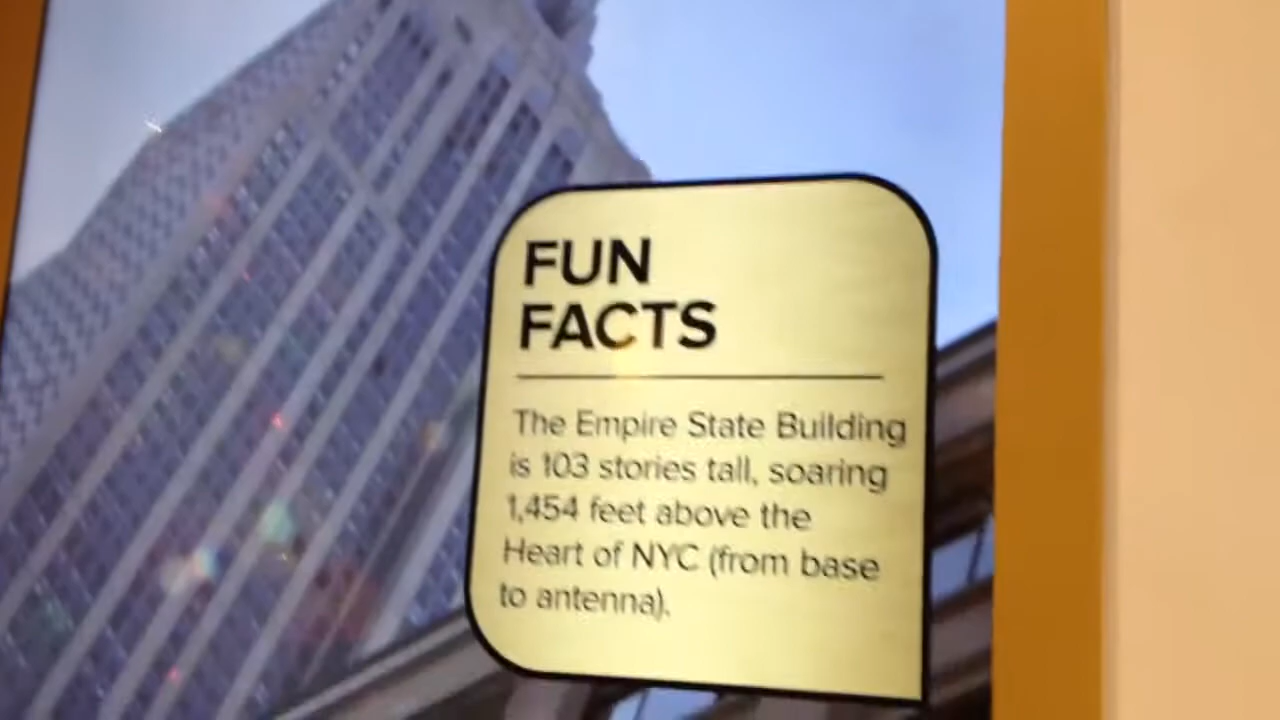 FUN
FACTS
The Empire State Building
is 103 stories tall, soaring
1,454 feet above the
Heart of NYC (from base
to antenna).